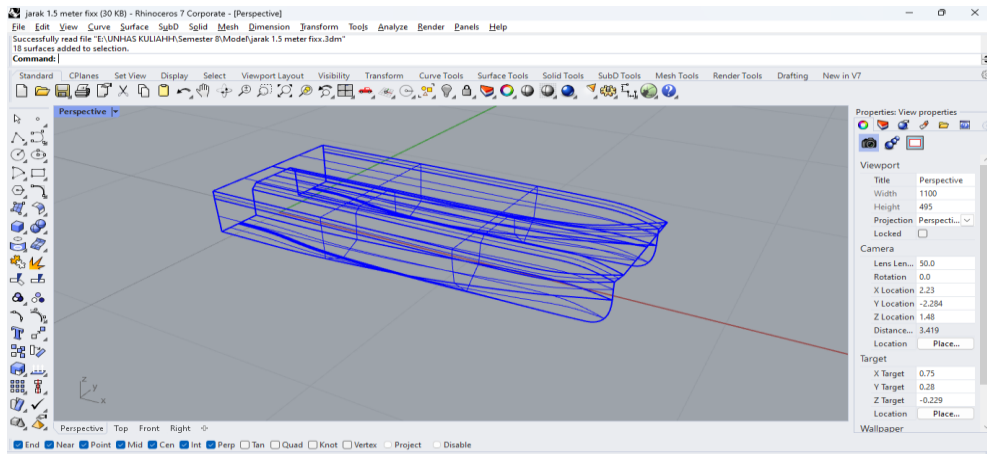 jarak 1.5 meter fixx (30 KB) - Rhinoceros 7 Corporate - [Perspective]
File Edit View Curve Surface SubD Solid Mesh Dimension Transform Tools Analyze Render Panels Help
Successfully read file "E:\UNHAS KULIAHH\Semester 8\Model\jarak 1.5 meter fixx.3dm"
18 surfaces added to selection.
Command:
Standard CPlanes Set View Display Select Viewport Layout Visibility Transform Curve Tools Surface Tools Solid Tools SubD Tools Mesh Tools Render Tools Drafting New in V7
Perspective
Properties: View properties
Viewport
Title Perspective
Width 1100
Height 495
Projection Perspecti...
Locked
Camera
Lens Len... 50.0
Rotation 0.0
X Location 2.23
Y Location -2.284
Z Location 1.48
Distance... 3.419
Location Place...
Target
X Target 0.75
Y Target 0.28
Z Target -0.229
Location Place...
Wallpaper
z
y
x
Perspective Top Front Right
End Near Point Mid Cen Int Perp Tan Quad Knot Vertex Project Disable